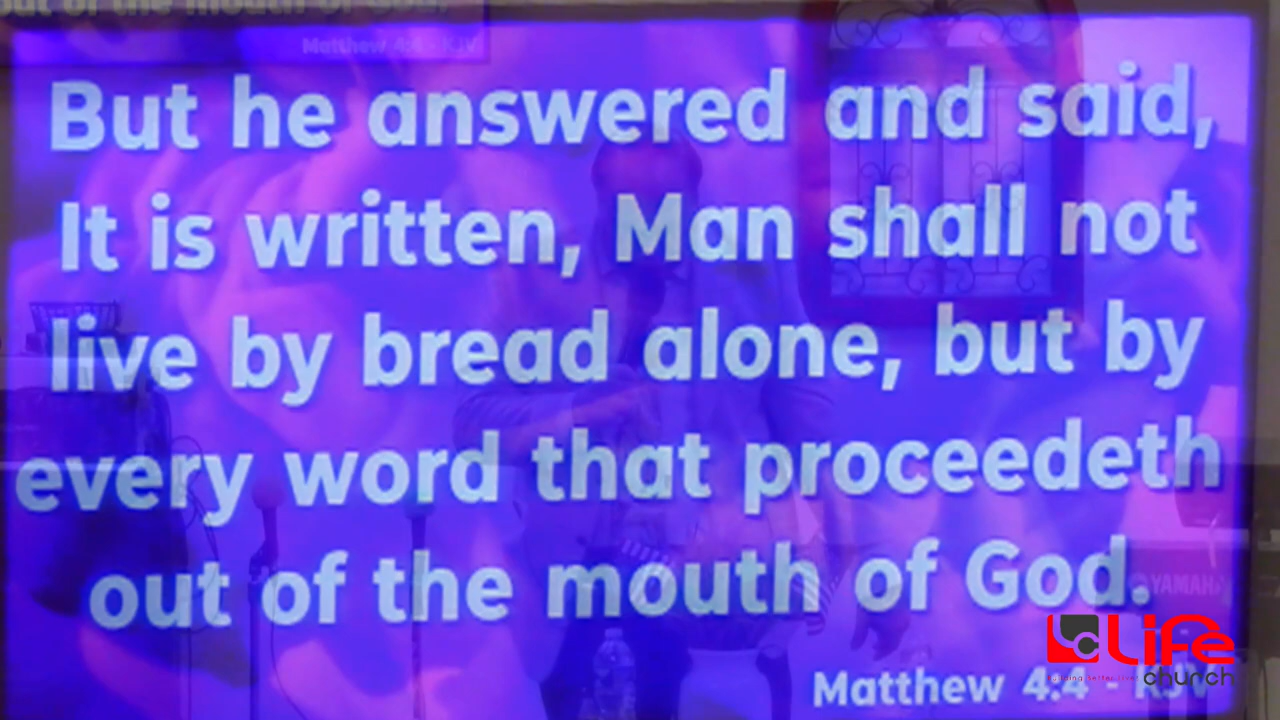 out of the mouth of God.
Matthew 4:4 - KJV
But he answered and said,
It is written, Man shall not
live by bread alone, but by
every word that proceedeth
out of the mouth of God.
Matthew 4:4 - KJV
YAMAHA
LC Life
church